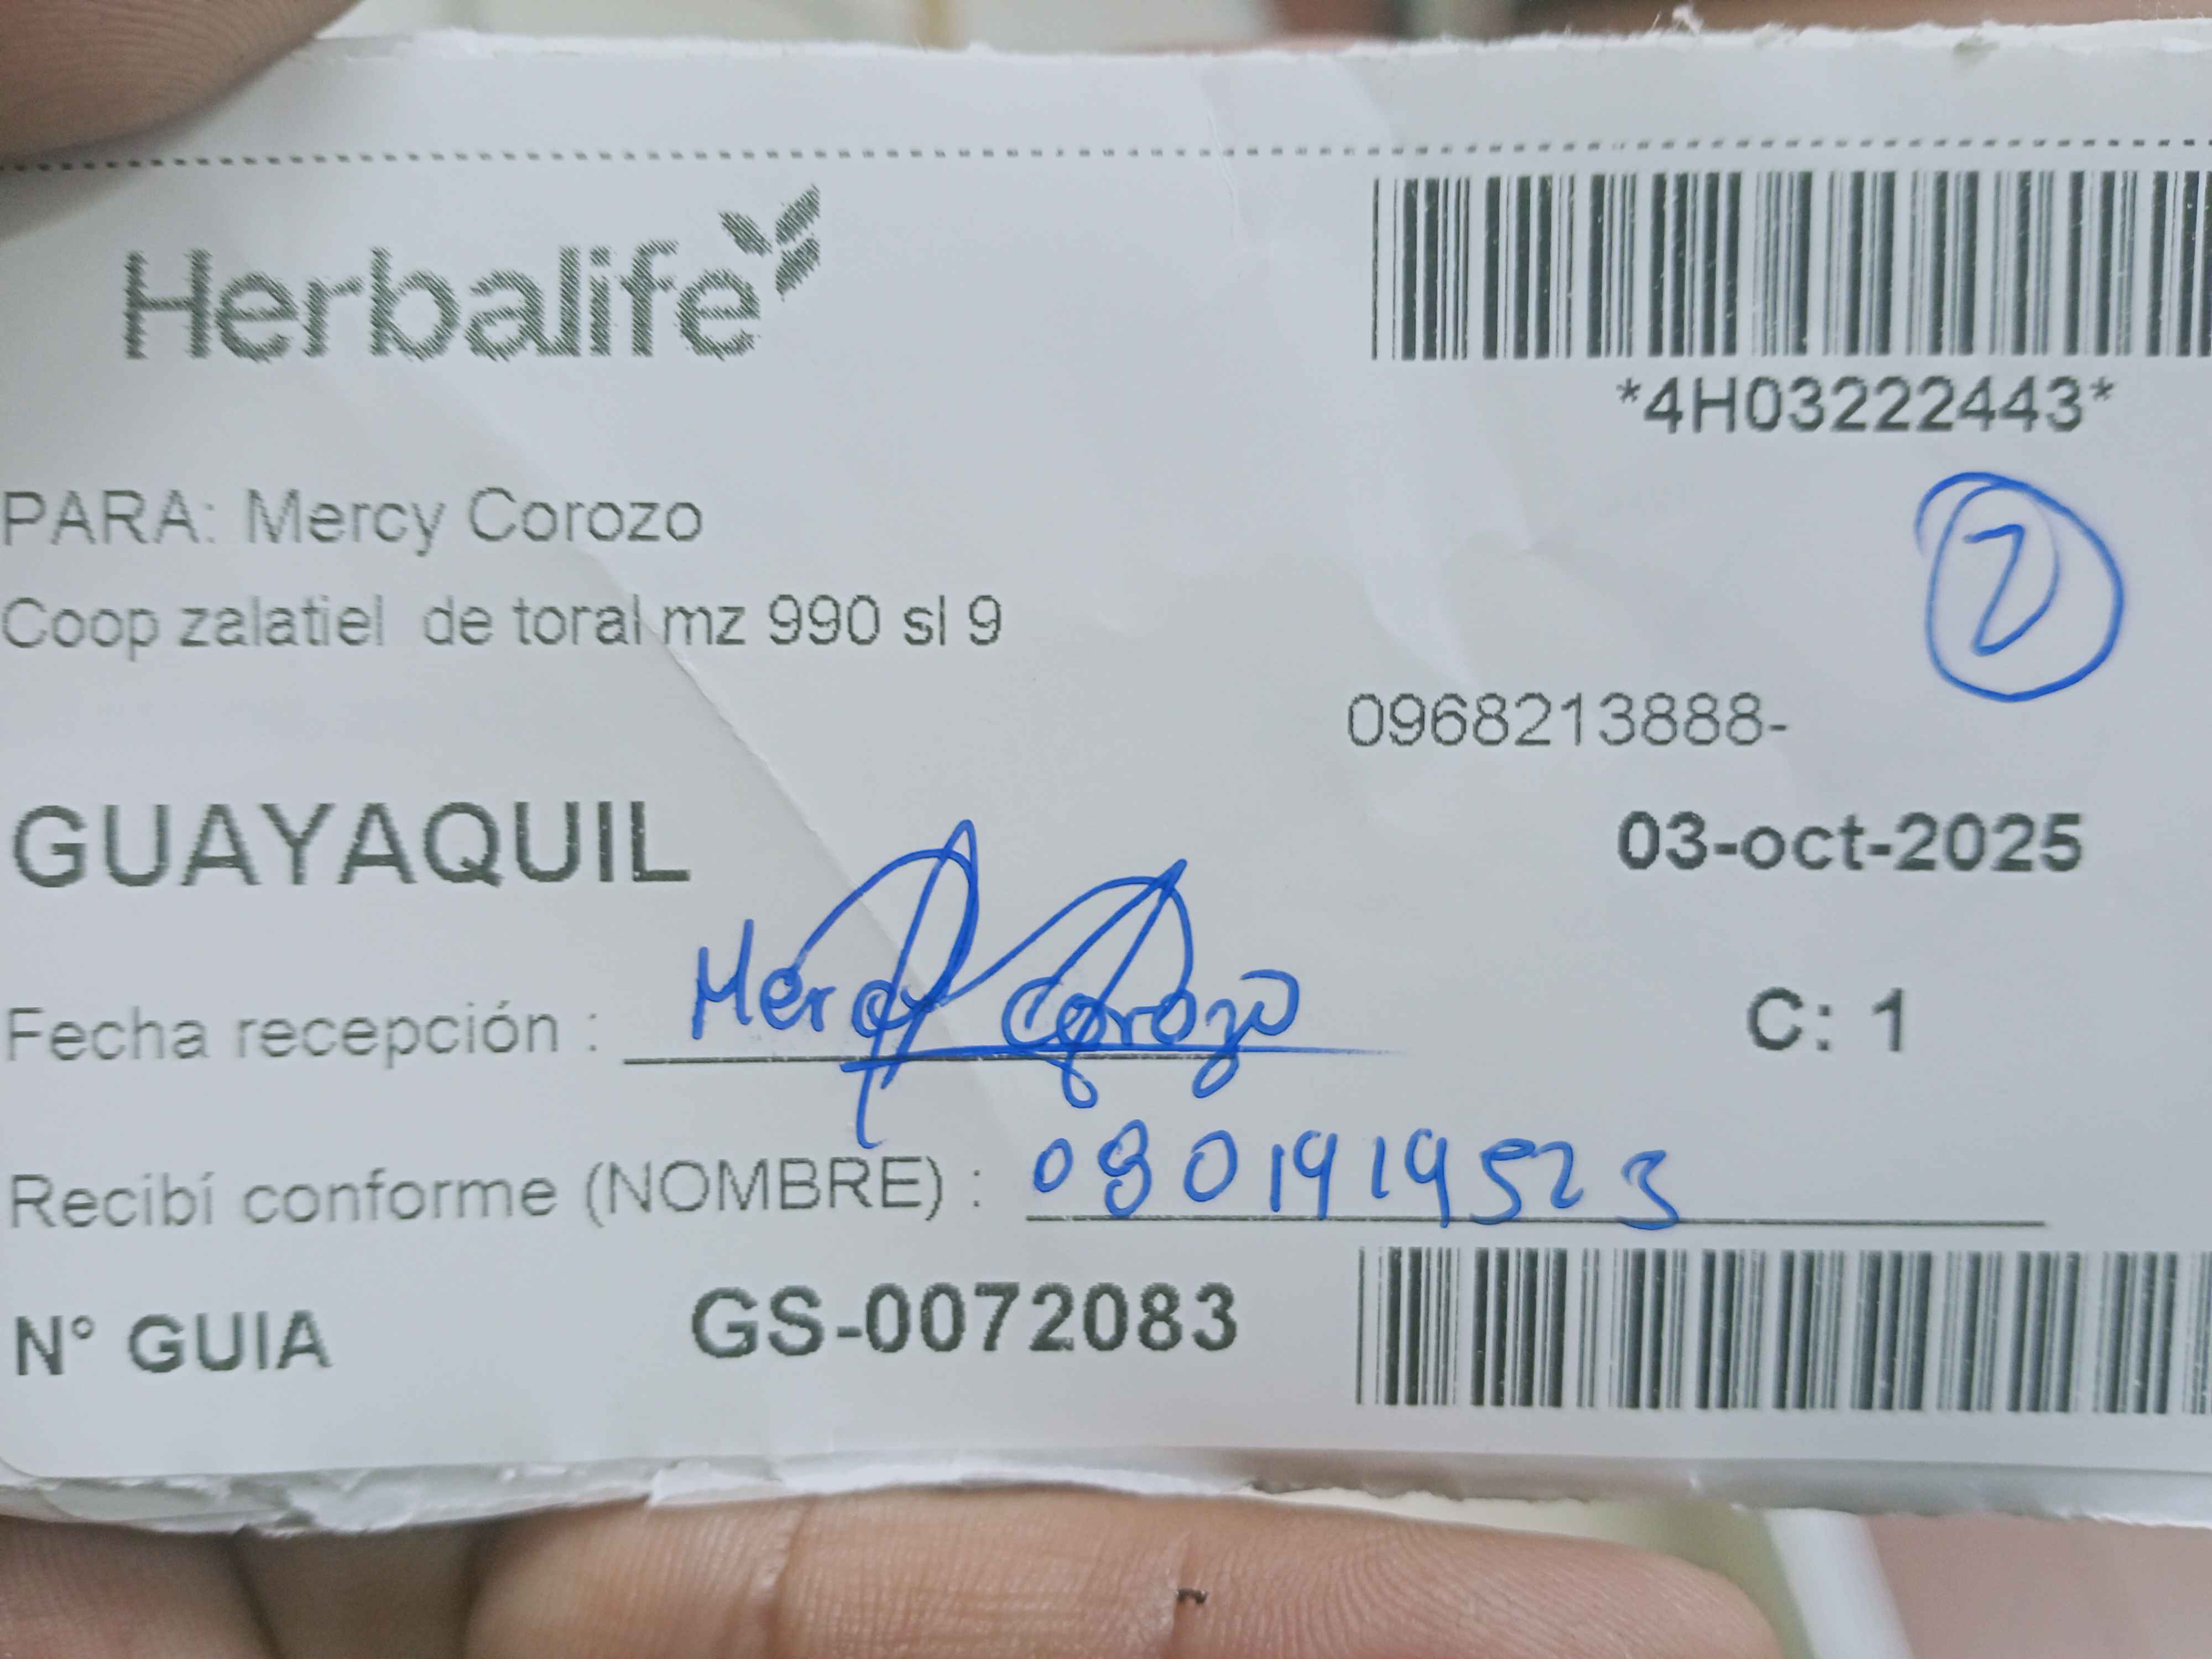 Herbalife
*4H03222443*
PARA: Mercy Corozo
2
Coop zalatiel de toral mz 990 sl 9
0968213888-
GUAYAQUIL
03-oct-2025
Fecha recepción : Mercy Corozo
C: 1
Recibí conforme (NOMBRE) : 0801919523
N° GUIA GS-0072083